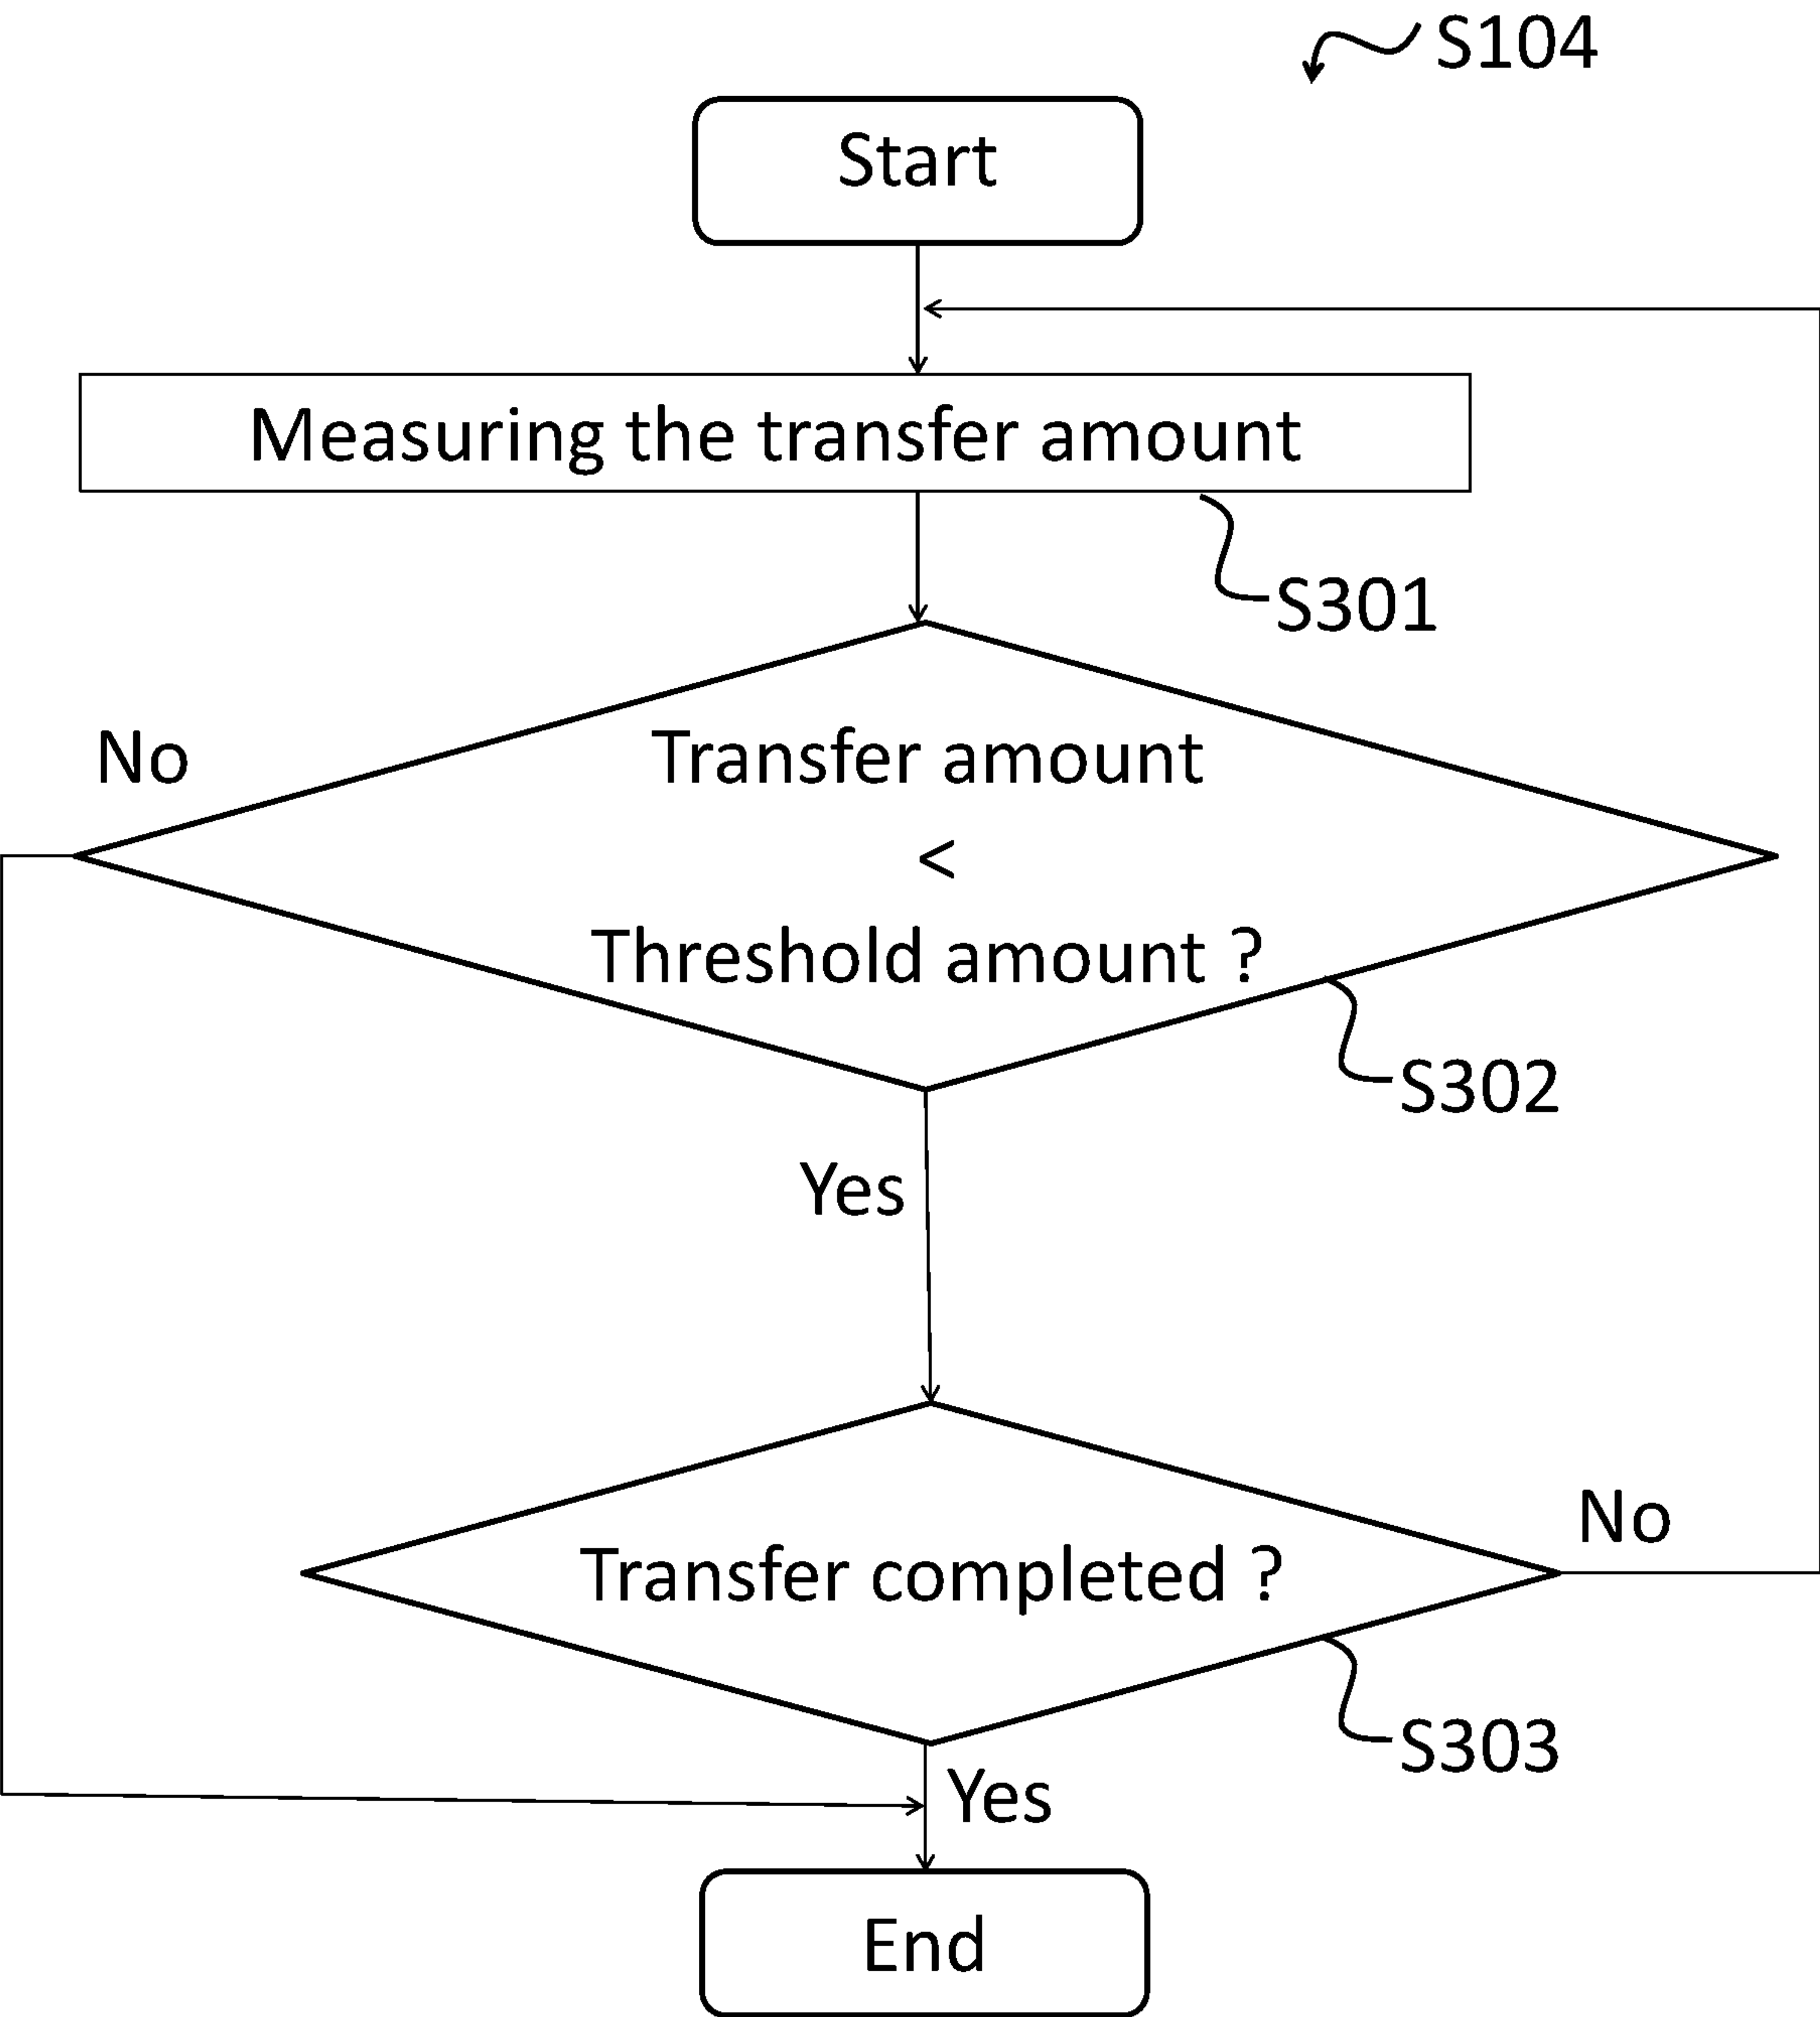 S104
Start
Measuring the transfer amount
S301
No
Transfer amount
<
Threshold amount ?
S302
Yes
No
Transfer completed ?
S303
Yes
End